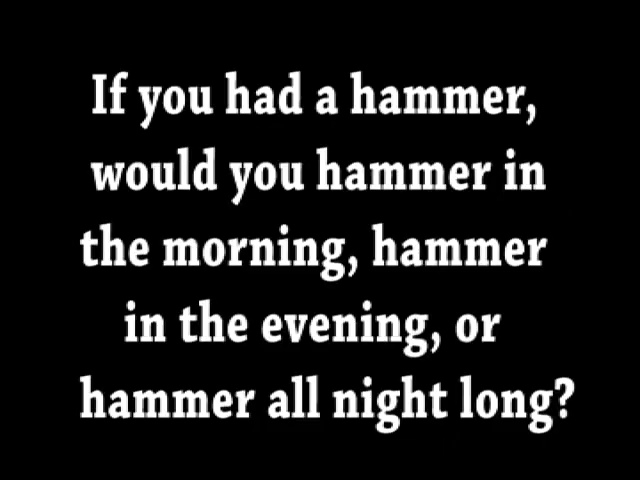 If you had a hammer,
would you hammer in
the morning, hammer
in the evening, or
hammer all night long?